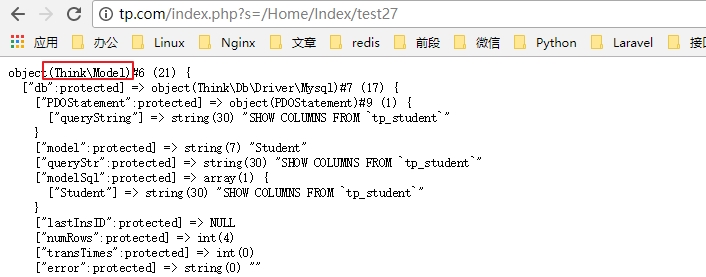 tp.com/index.php?s=/Home/Index/test27
应用 办公 Linux Nginx 文章 redis 前段 微信 Python Laravel
object(Think\Model)#6 (21) {
["db":protected] => object(Think\Db\Driver\Mysql)#7 (17) {
["PDOStatement":protected] => object(PDOStatement)#9 (1) {
["queryString"] => string(30) "SHOW COLUMNS FROM `tp_student`"
}
["model":protected] => string(7) "Student"
["queryStr":protected] => string(30) "SHOW COLUMNS FROM `tp_student`"
["modelSql":protected] => array(1) {
["Student"] => string(30) "SHOW COLUMNS FROM `tp_student`"
}
["lastInsID":protected] => NULL
["numRows":protected] => int(4)
["transTimes":protected] => int(0)
["error":protected] => string(0) ""